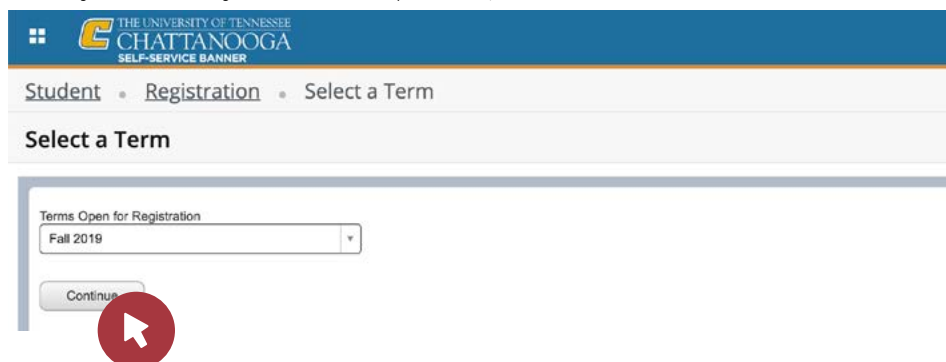 THE UNIVERSITY OF TENNESSEE
CHATTANOOGA
SELF-SERVICE BANNER
Student • Registration • Select a Term
Select a Term
Terms Open for Registration
Fall 2019
Continue